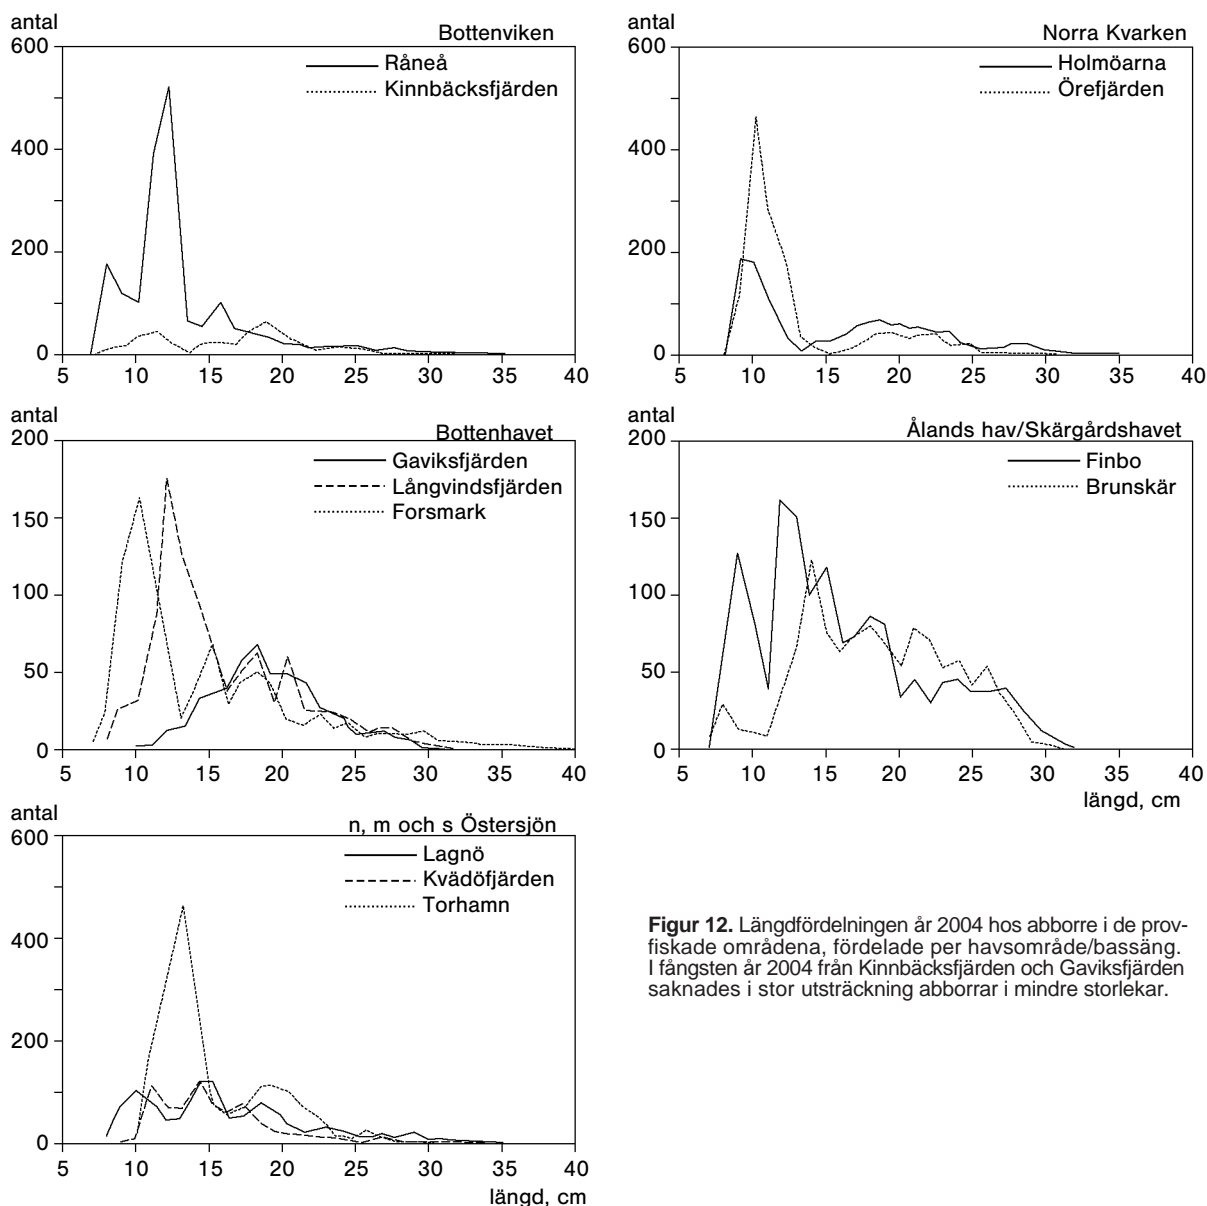 antal
Bottenviken
600
Råneå
Kinnbäcksfjärden
400
200
0
5 10 15 20 25 30 35 40
antal
Norra Kvarken
600
Holmöarna
Örefjärden
400
200
0
5 10 15 20 25 30 35 40
antal
Bottenhavet
200
Gaviksfjärden
Långvindsfjärden
Forsmark
150
100
50
0
5 10 15 20 25 30 35 40
antal
Ålands hav/Skärgårdshavet
200
Finbo
Brunskär
150
100
50
0
5 10 15 20 25 30 35 40
längd, cm
antal
n, m och s Östersjön
600
Lagnö
Kvädöfjärden
Torhamn
400
200
0
5 10 15 20 25 30 35 40
längd, cm
Figur 12. Längdfördelningen år 2004 hos abborre i de prov-
fiskade områdena, fördelade per havsområde/bassäng.
I fångsten år 2004 från Kinnbäcksfjärden och Gaviksfjärden
saknades i stor utsträckning abborrar i mindre storlekar.